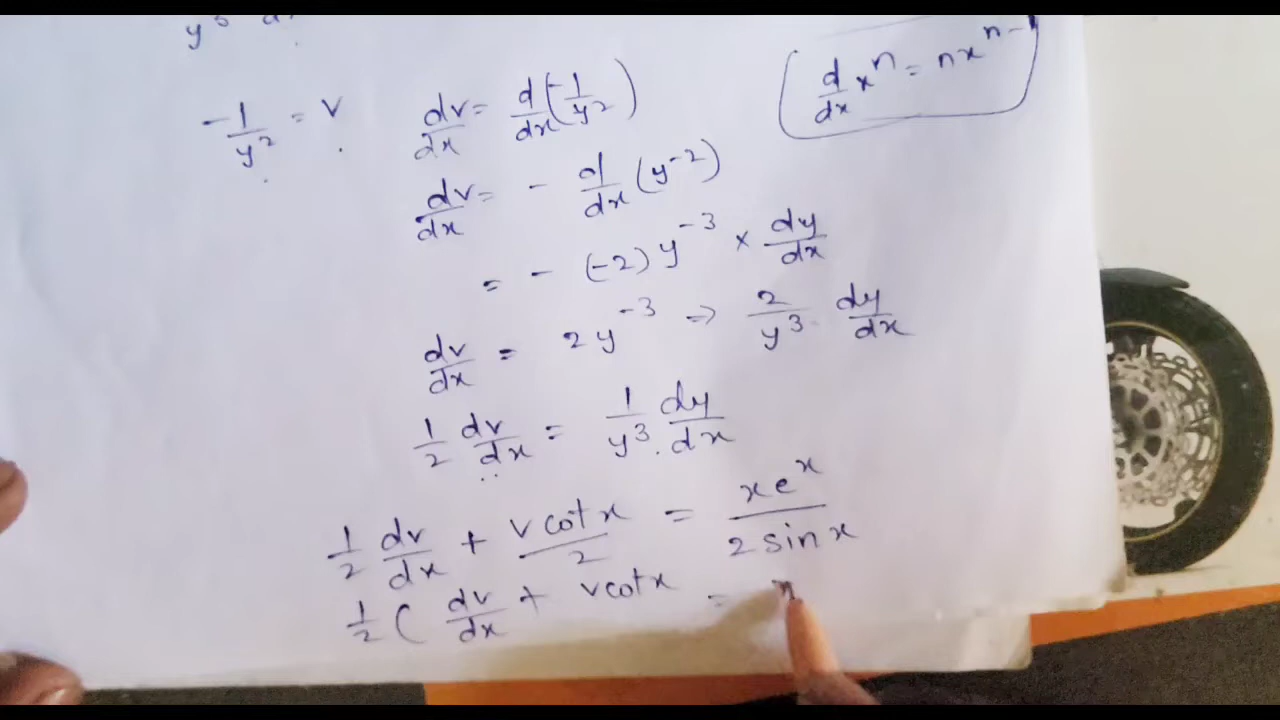 y³
-1/y² = v dv/dx = d/dx(-1/y²) (d/dx xⁿ = nxⁿ⁻¹)
dv/dx = - d/dx (y⁻²)
= - (-2) y⁻³ × dy/dx
dv/dx = 2y⁻³ => 2/y³ . dy/dx
1/2 dv/dx = 1/y³ . dy/dx
1/2 dv/dx + v cot x/2 = xeˣ/2 sin x
1/2 ( dv/dx + v cot x =